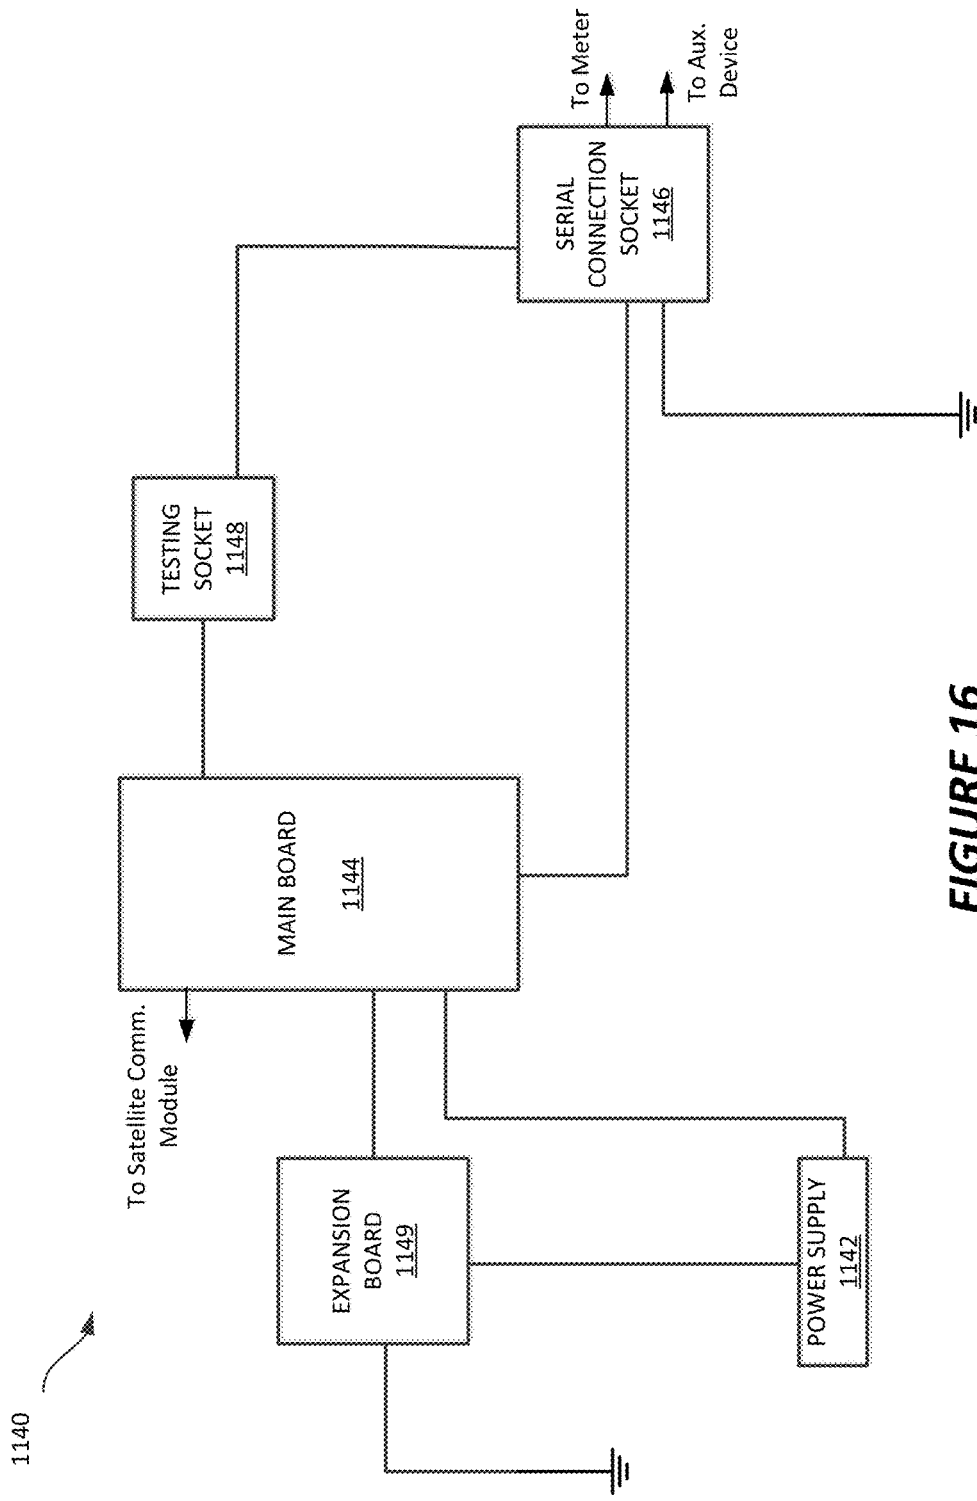 1140
To Satellite Comm.
Module
EXPANSION
BOARD
1149
POWER SUPPLY
1142
MAIN BOARD
1144
TESTING
SOCKET
1148
SERIAL
CONNECTION
SOCKET
1146
To Meter
To Aux.
Device
FIGURE 16